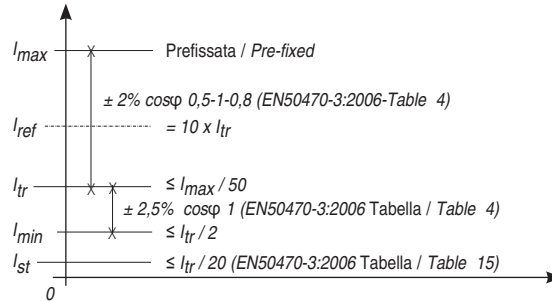 Imax Prefissata / Pre-fixed
± 2% cosφ 0,5-1-0,8 (EN50470-3:2006-Table 4)
Iref = 10 x Itr
Itr ≤ Imax / 50
± 2,5% cosφ 1 (EN50470-3:2006 Tabella / Table 4)
Imin ≤ Itr / 2
Ist ≤ Itr / 20 (EN50470-3:2006 Tabella / Table 15)
0